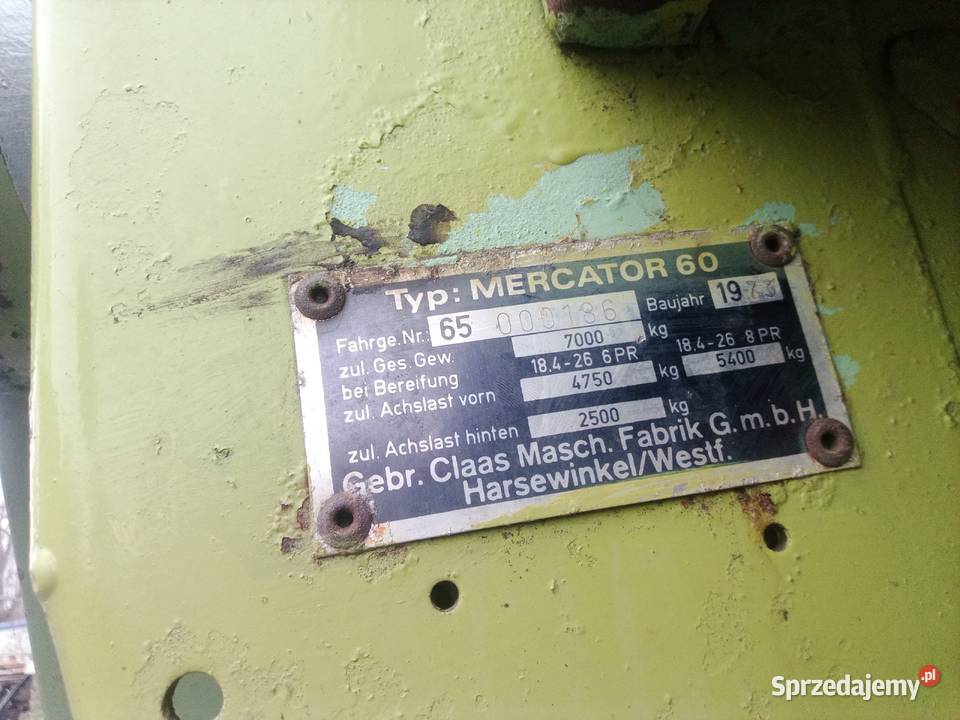 Typ: MERCATOR 60
Fahrge.Nr.: 65 000186 Baujahr 1973
zul. Ges. Gew. 7000 kg
bei Bereifung 18.4-26 6 PR 18.4-26 8 PR
zul. Achslast vorn 4750 kg 5400 kg
zul. Achslast hinten 2500 kg
Gebr. Claas Masch. Fabrik G.m.b.H.
Harsewinkel/Westf.
Sprzedajemy.pl